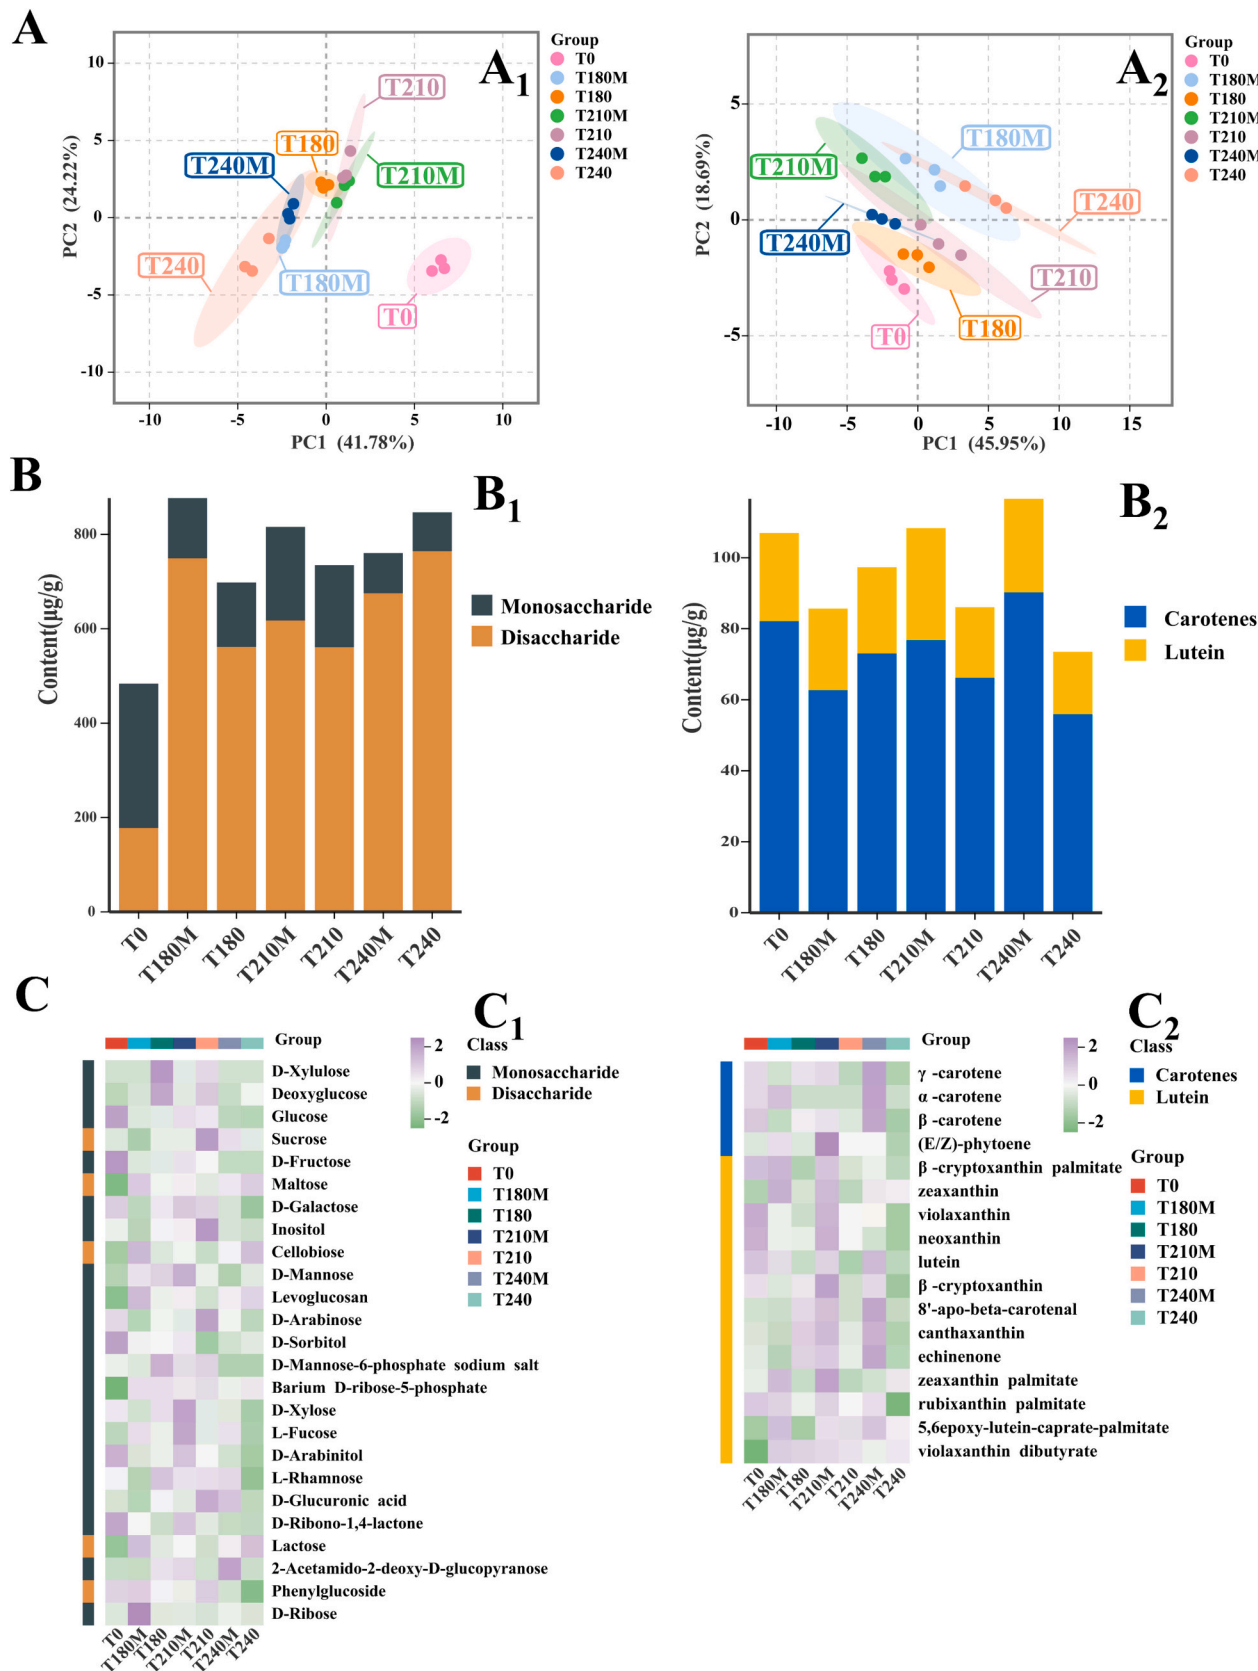 A
A1
Group
T0
T180M
T180
T210M
T210
T240M
T240
PC2 (24.22%)
10
5
0
-5
-10
-10
-5
0
5
10
PC1 (41.78%)
T210
T180
T240M
T210M
T240
T180M
T0
A2
Group
T0
T180M
T180
T210M
T210
T240M
T240
PC2 (18.69%)
5
0
-5
-10
-5
0
5
10
15
PC1 (45.95%)
T180M
T210M
T240
T240M
T210
T0
T180
B
B1
Content(μg/g)
800
600
400
200
0
T0
T180M
T180
T210M
T210
T240M
T240
Monosaccharide
Disaccharide
B2
Content(μg/g)
100
80
60
40
20
0
T0
T180M
T180
T210M
T210
T240M
T240
Carotenes
Lutein
C
C1
Group
D-Xylulose
Deoxyglucose
Glucose
Sucrose
D-Fructose
Maltose
D-Galactose
Inositol
Cellobiose
D-Mannose
Levoglucosan
D-Arabinose
D-Sorbitol
D-Mannose-6-phosphate sodium salt
Barium D-ribose-5-phosphate
D-Xylose
L-Fucose
D-Arabinitol
L-Rhamnose
D-Glucuronic acid
D-Ribono-1,4-lactone
Lactose
2-Acetamido-2-deoxy-D-glucopyranose
Phenylglucoside
D-Ribose
T0
T180M
T180
T210M
T210
T240M
T240
2
0
-2
Class
Monosaccharide
Disaccharide
Group
T0
T180M
T180
T210M
T210
T240M
T240
C2
Group
γ -carotene
α -carotene
β -carotene
(E/Z)-phytoene
β -cryptoxanthin palmitate
zeaxanthin
violaxanthin
neoxanthin
lutein
β -cryptoxanthin
8'-apo-beta-carotenal
canthaxanthin
echinenone
zeaxanthin palmitate
rubixanthin palmitate
5,6epoxy-lutein-caprate-palmitate
violaxanthin dibutyrate
T0
T180M
T180
T210M
T210
T240M
T240
2
0
-2
Class
Carotenes
Lutein
Group
T0
T180M
T180
T210M
T210
T240M
T240